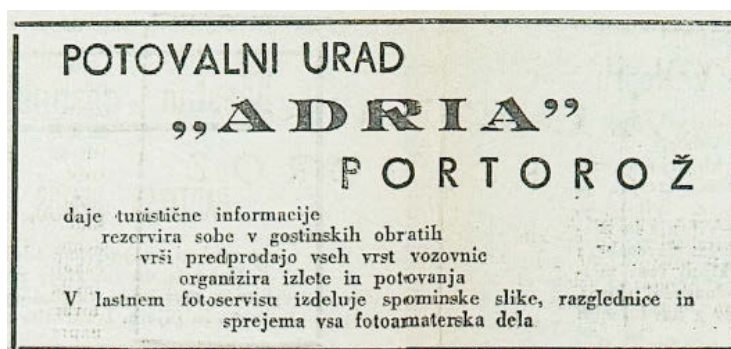 POTOVALNI URAD
„ADRIA”
PORTOROŽ
daje turistične informacije
rezervira sobe v gostinskih obratih
vrši predprodajo vseh vrst vozovnic
organizira izlete in potovanja
V lastnem fotoservisu izdeluje spominske slike, razglednice in
sprejema vsa fotoamaterska dela